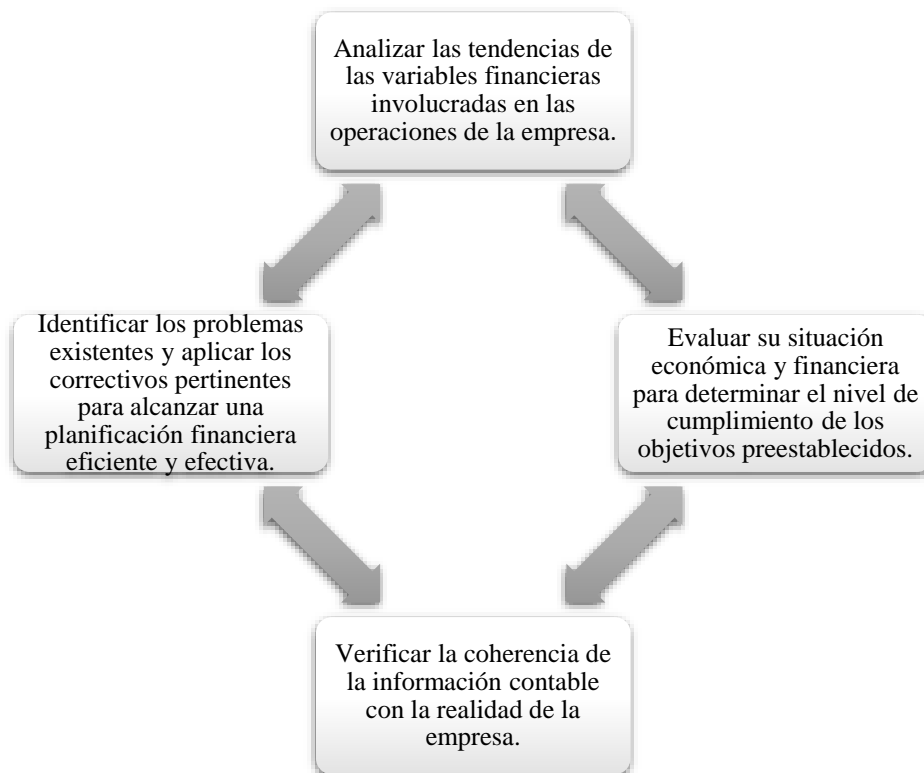 Analizar las tendencias de
las variables financieras
involucradas en las
operaciones de la empresa.
Identificar los problemas
existentes y aplicar los
correctivos pertinentes
para alcanzar una
planificación financiera
eficiente y efectiva.
Evaluar su situación
económica y financiera
para determinar el nivel de
cumplimiento de los
objetivos preestablecidos.
Verificar la coherencia de
la información contable
con la realidad de la
empresa.